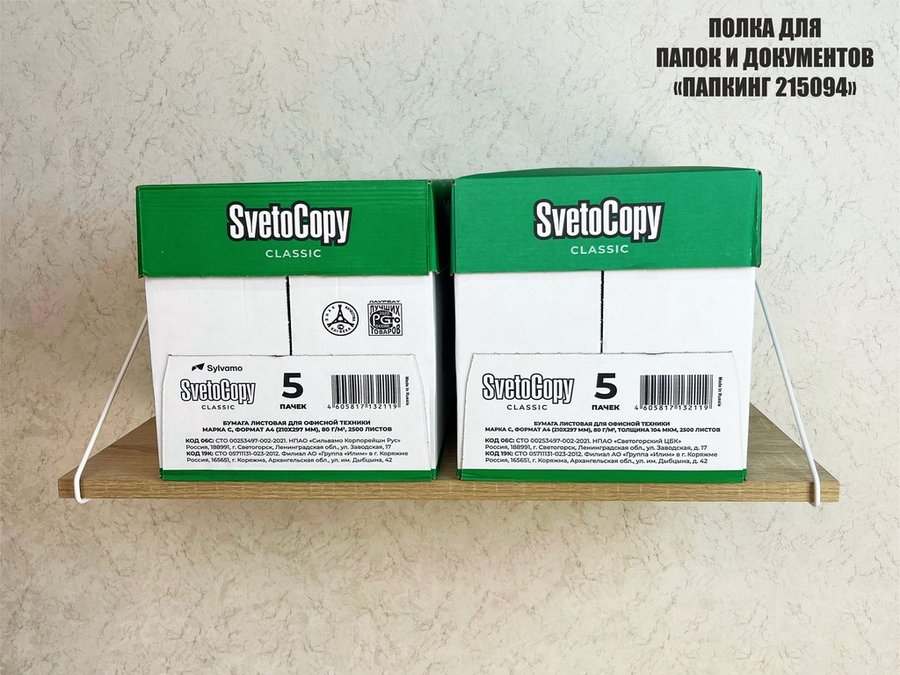 ПОЛКА ДЛЯ
ПАПОК И ДОКУМЕНТОВ
«ПАПКИНГ 215094»
SvetoCopy
CLASSIC
ЛАУРЕАТ
ЛУЧШИХ
ТОВАРОВ
Sylvamo
SvetoCopy
CLASSIC
5
ПАЧЕК
4 605817 132119
Made in Russia
БУМАГА ЛИСТОВАЯ ДЛЯ ОФИСНОЙ ТЕХНИКИ
МАРКА С, ФОРМАТ А4 (210Х297 ММ), 80 Г/М², 2500 ЛИСТОВ
КОД 06С: СТО 00253497-002-2021. НПАО «Сильвамо Корпорейшн Рус»
Россия, 188991, г. Светогорск, Ленинградская обл., ул. Заводская, 17
КОД 19К: СТО 05711131-023-2012, Филиал АО «Группа «Илим» в г. Коряжме
Россия, 165651, г. Коряжма, Архангельская обл., ул. им. Дыбцына, 42
SvetoCopy
CLASSIC
SvetoCopy
CLASSIC
5
ПАЧЕК
4 605817 132119
Made in Russia
БУМАГА ЛИСТОВАЯ ДЛЯ ОФИСНОЙ ТЕХНИКИ
МАРКА С, ФОРМАТ А4 (210Х297 ММ), 80 Г/М², ТОЛЩИНА 104 МКМ, 2500 ЛИСТОВ
КОД 06С: СТО 00253497-002-2021, НПАО «Светогорский ЦБК»
Россия, 188991, г. Светогорск, Ленинградская обл., ул. Заводская, д. 17
КОД 19К: СТО 05711131-023-2012, Филиал АО «Группа «Илим» в г. Коряжме
Россия, 165651, г. Коряжма, Архангельская обл., ул. им. Дыбцына, д. 42